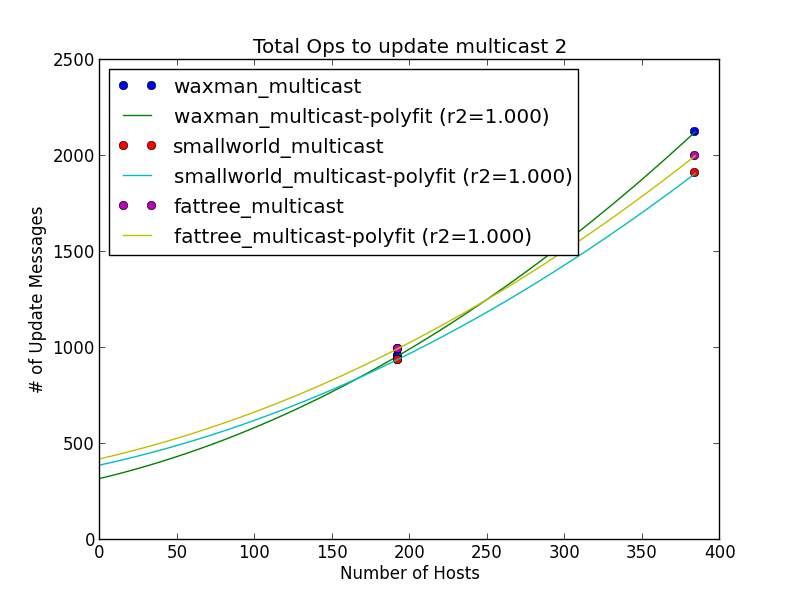 Total Ops to update multicast 2
2500
2000
1500
1000
500
0
# of Update Messages
waxman_multicast
waxman_multicast-polyfit (r2=1.000)
smallworld_multicast
smallworld_multicast-polyfit (r2=1.000)
fattree_multicast
fattree_multicast-polyfit (r2=1.000)
0 50 100 150 200 250 300 350 400
Number of Hosts